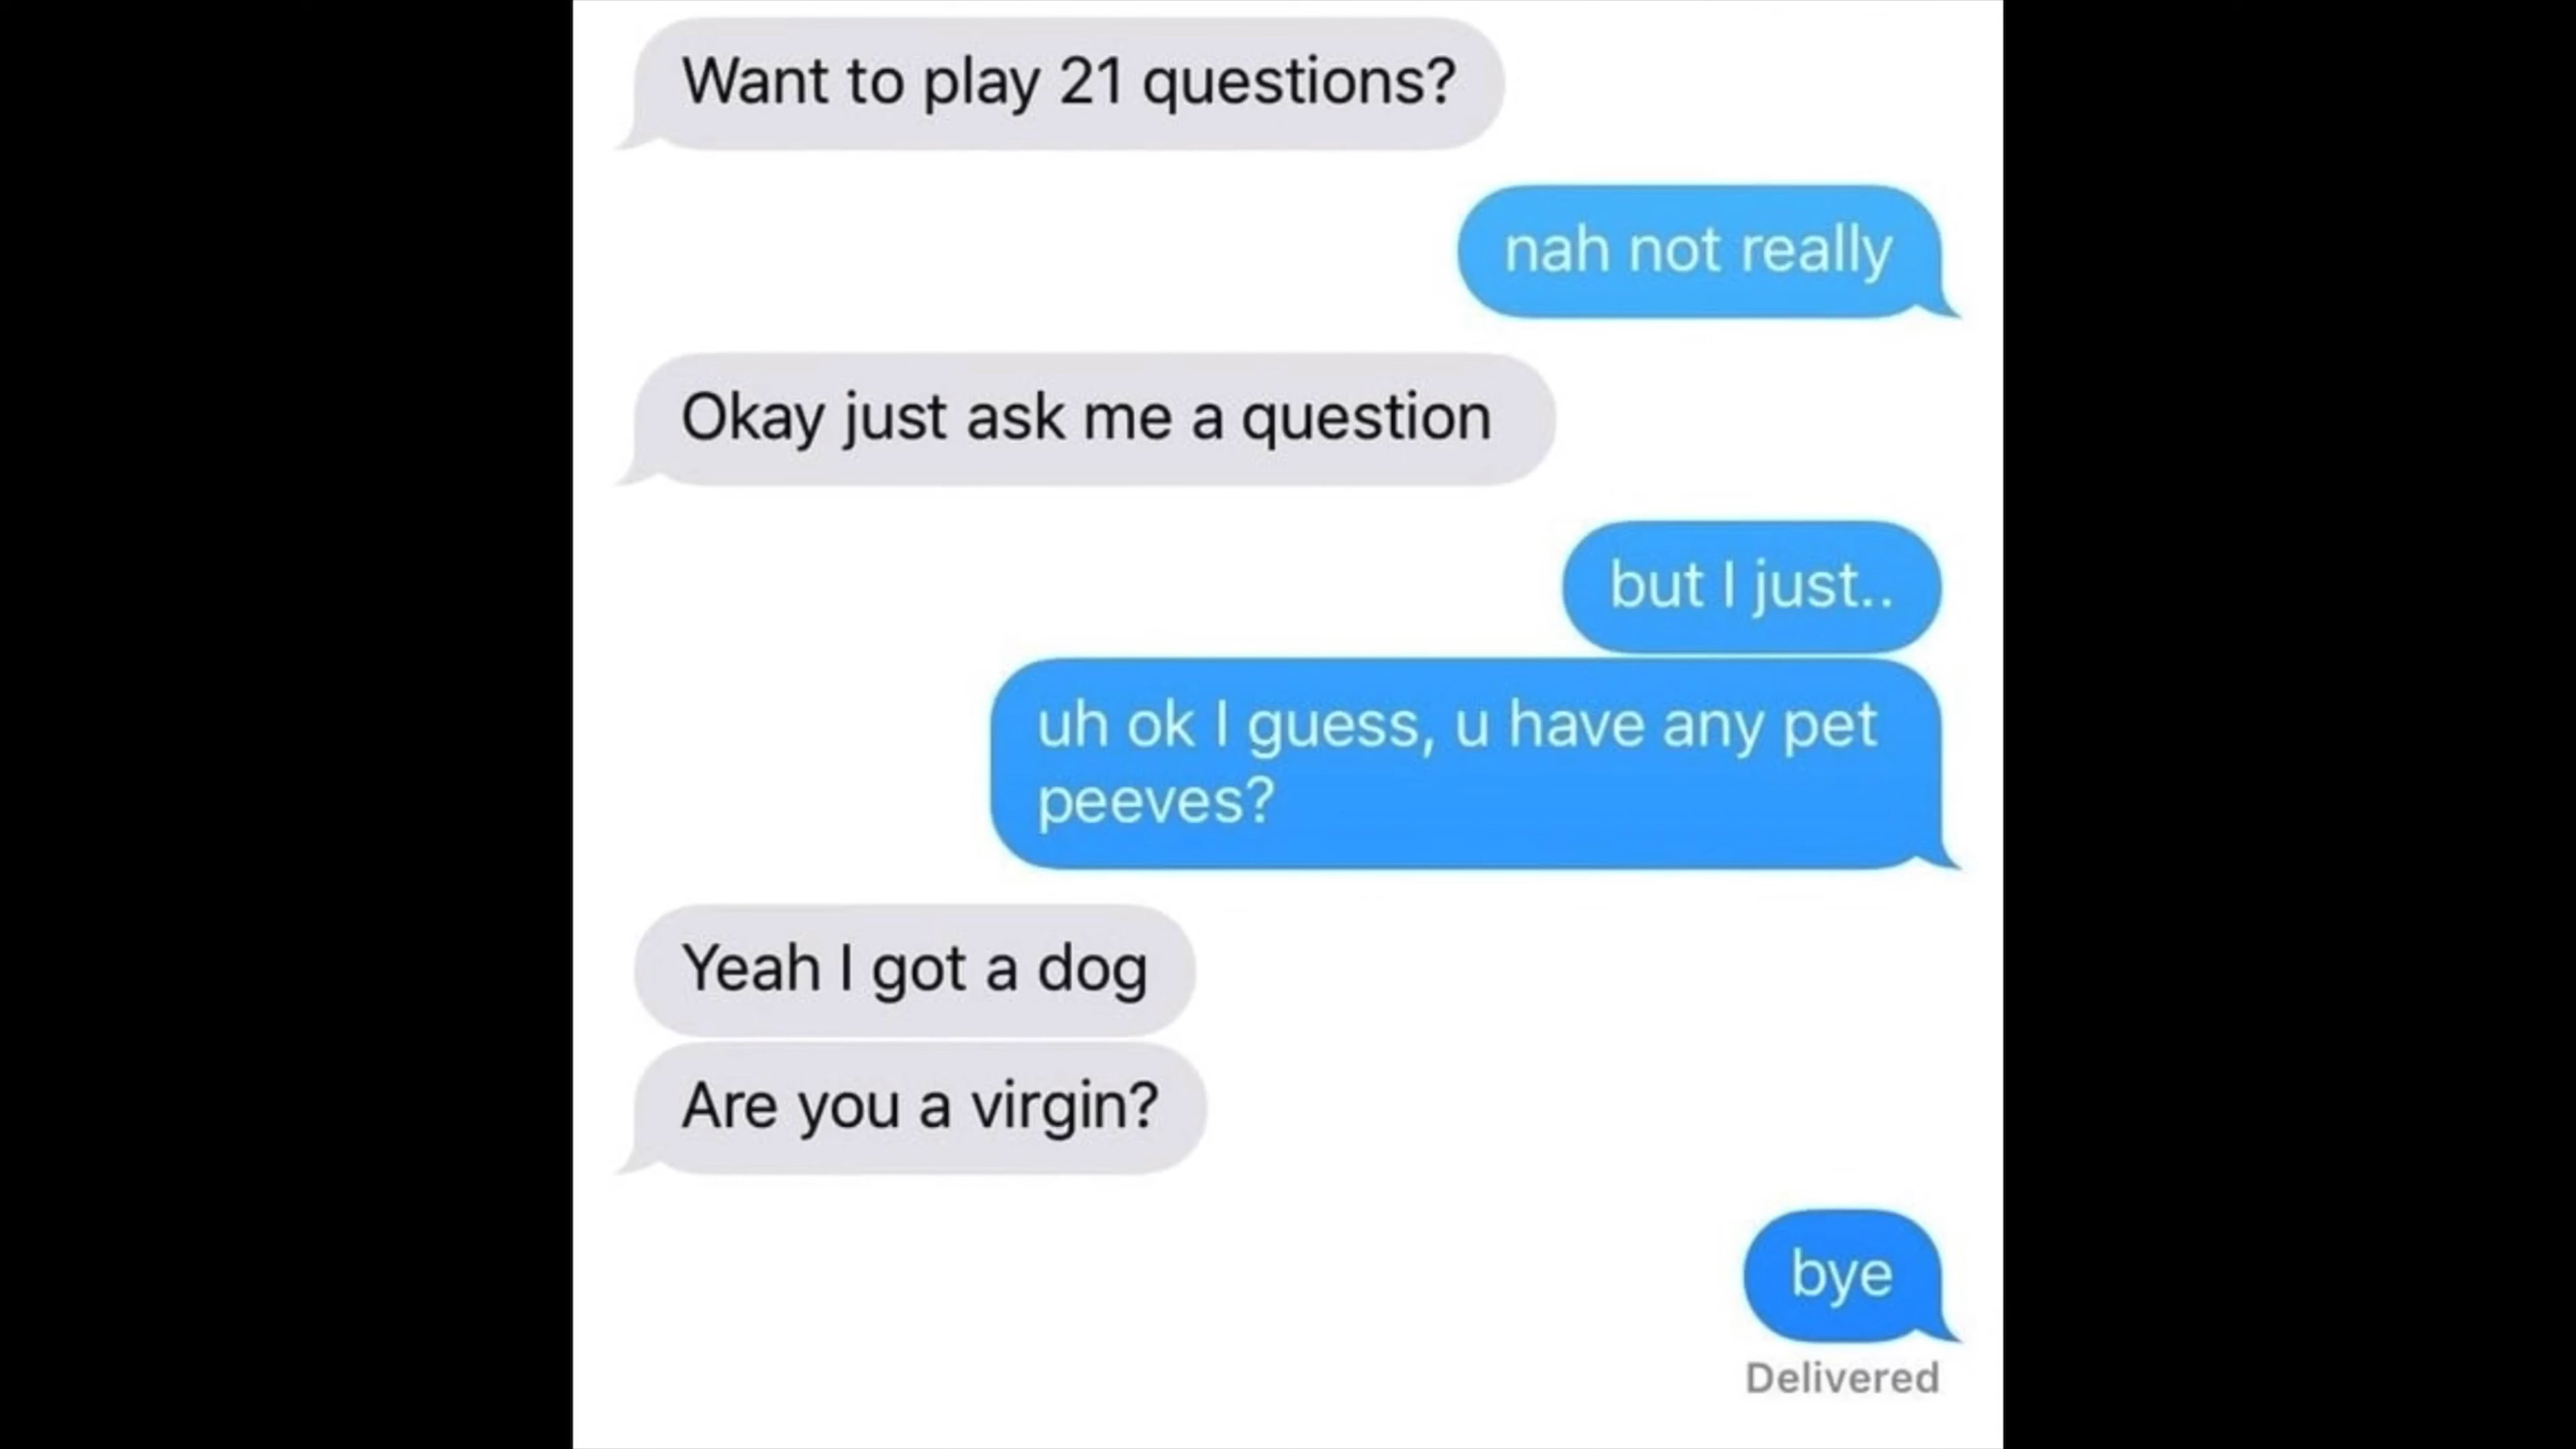 Want to play 21 questions?
nah not really
Okay just ask me a question
but I just..
uh ok I guess, u have any pet
peeves?
Yeah I got a dog
Are you a virgin?
bye
Delivered